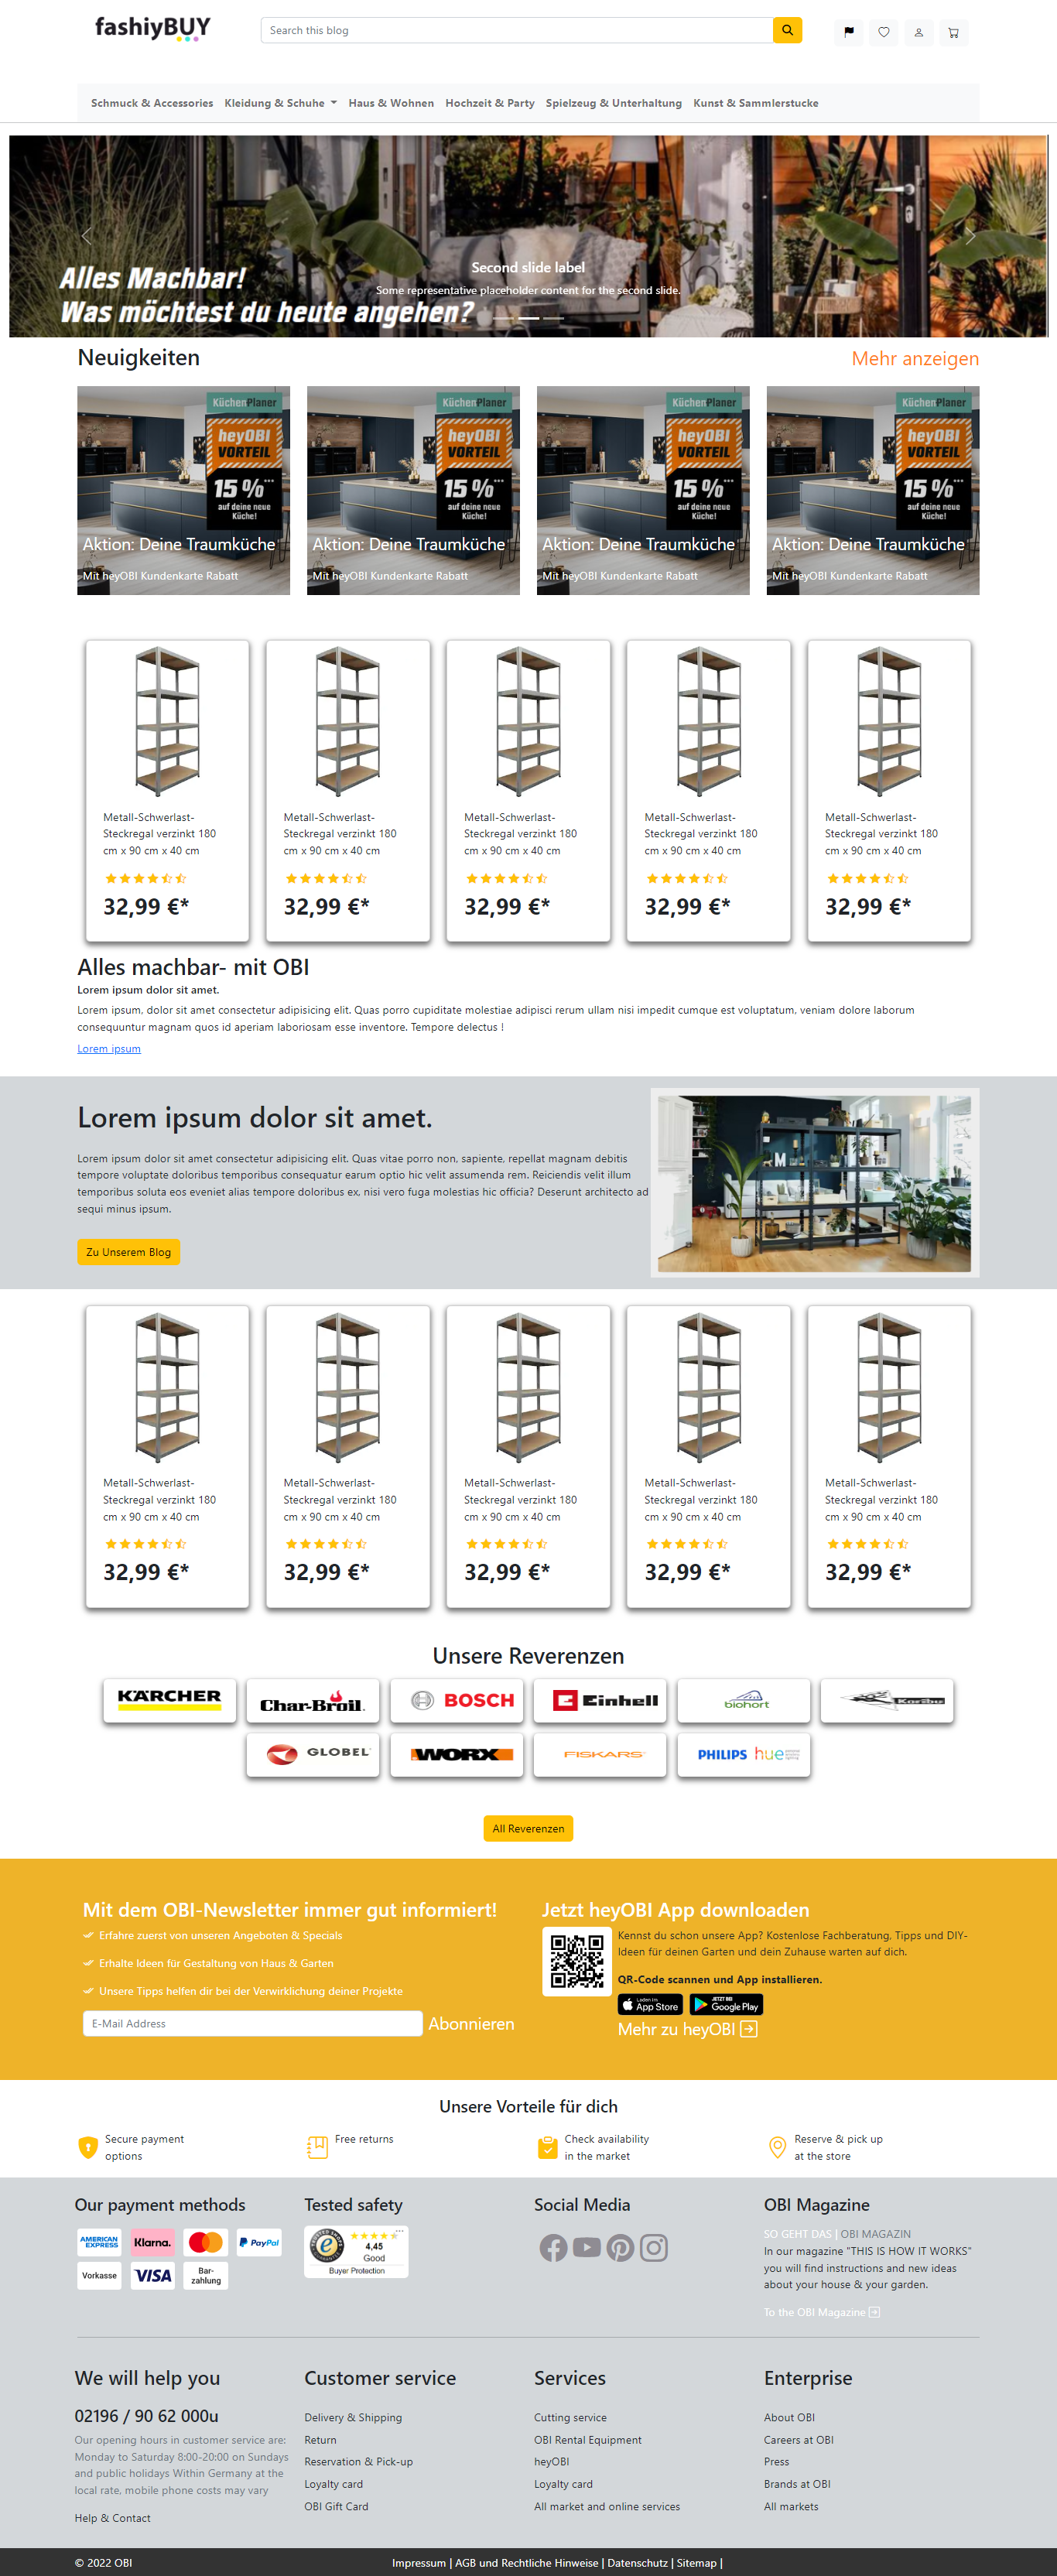 fashiyBUY
Search this blog
Schmuck & Accessories Kleidung & Schuhe Haus & Wohnen Hochzeit & Party Spielzeug & Unterhaltung Kunst & Sammlerstucke
Second slide label
Some representative placeholder content for the second slide.
Alles Machbar!
Was möchtest du heute angehen?
Neuigkeiten
Mehr anzeigen
KüchenPlaner
heyOBI
VORTEIL
15 %***
auf deine neue
Küche!
Aktion: Deine Traumküche
Mit heyOBI Kundenkarte Rabatt
KüchenPlaner
heyOBI
VORTEIL
15 %***
auf deine neue
Küche!
Aktion: Deine Traumküche
Mit heyOBI Kundenkarte Rabatt
KüchenPlaner
heyOBI
VORTEIL
15 %***
auf deine neue
Küche!
Aktion: Deine Traumküche
Mit heyOBI Kundenkarte Rabatt
KüchenPlaner
heyOBI
VORTEIL
15 %***
auf deine neue
Küche!
Aktion: Deine Traumküche
Mit heyOBI Kundenkarte Rabatt
Metall-Schwerlast-
Steckregal verzinkt 180
cm x 90 cm x 40 cm
32,99 €*
Metall-Schwerlast-
Steckregal verzinkt 180
cm x 90 cm x 40 cm
32,99 €*
Metall-Schwerlast-
Steckregal verzinkt 180
cm x 90 cm x 40 cm
32,99 €*
Metall-Schwerlast-
Steckregal verzinkt 180
cm x 90 cm x 40 cm
32,99 €*
Metall-Schwerlast-
Steckregal verzinkt 180
cm x 90 cm x 40 cm
32,99 €*
Alles machbar- mit OBI
Lorem ipsum dolor sit amet.
Lorem ipsum, dolor sit amet consectetur adipisicing elit. Quas porro cupiditate molestiae adipisci rerum ullam nisi impedit cumque est voluptatum, veniam dolore laborum
consequuntur magnam quos id aperiam laboriosam esse inventore. Tempore delectus !
Lorem ipsum
Lorem ipsum dolor sit amet.
Lorem ipsum dolor sit amet consectetur adipisicing elit. Quas vitae porro non, sapiente, repellat magnam debitis
tempore voluptate doloribus temporibus consequatur earum optio hic velit assumenda rem. Reiciendis velit illum
temporibus soluta eos eveniet alias tempore doloribus ex, nisi vero fuga molestias hic officia? Deserunt architecto ad
sequi minus ipsum.
Zu Unserem Blog
M
Metall-Schwerlast-
Steckregal verzinkt 180
cm x 90 cm x 40 cm
32,99 €*
Metall-Schwerlast-
Steckregal verzinkt 180
cm x 90 cm x 40 cm
32,99 €*
Metall-Schwerlast-
Steckregal verzinkt 180
cm x 90 cm x 40 cm
32,99 €*
Metall-Schwerlast-
Steckregal verzinkt 180
cm x 90 cm x 40 cm
32,99 €*
Metall-Schwerlast-
Steckregal verzinkt 180
cm x 90 cm x 40 cm
32,99 €*
Unsere Reverenzen
KÄRCHER Char-Broil BOSCH Einhell biohort Karibu
GLOBEL WORX FISKARS PHILIPS hue
All Reverenzen
Mit dem OBI-Newsletter immer gut informiert!
Erfahre zuerst von unseren Angeboten & Specials
Erhalte Ideen für Gestaltung von Haus & Garten
Unsere Tipps helfen dir bei der Verwirklichung deiner Projekte
E-Mail Address
Abonnieren
Jetzt heyOBI App downloaden
Kennst du schon unsere App? Kostenlose Fachberatung, Tipps und DIY-
Ideen für deinen Garten und dein Zuhause warten auf dich.
QR-Code scannen und App installieren.
Laden im
App Store
JETZT BEI
Google Play
Mehr zu heyOBI
Unsere Vorteile für dich
Secure payment
options
Free returns
Check availability
in the market
Reserve & pick up
at the store
Our payment methods
AMERICAN
EXPRESS
Klarna.
PayPal
Vorkasse
VISA
Bar-
zahlung
Tested safety
4,45
Good
Buyer Protection
Social Media
OBI Magazine
SO GEHT DAS | OBI MAGAZIN
In our magazine "THIS IS HOW IT WORKS"
you will find instructions and new ideas
about your house & your garden.
To the OBI Magazine
We will help you
02196 / 90 62 000u
Our opening hours in customer service are:
Monday to Saturday 8:00-20:00 on Sundays
and public holidays Within Germany at the
local rate, mobile phone costs may vary
Help & Contact
Customer service
Delivery & Shipping
Return
Reservation & Pick-up
Loyalty card
OBI Gift Card
Services
Cutting service
OBI Rental Equipment
heyOBI
Loyalty card
All market and online services
Enterprise
About OBI
Careers at OBI
Press
Brands at OBI
All markets
© 2022 OBI
Impressum | AGB und Rechtliche Hinweise | Datenschutz | Sitemap |